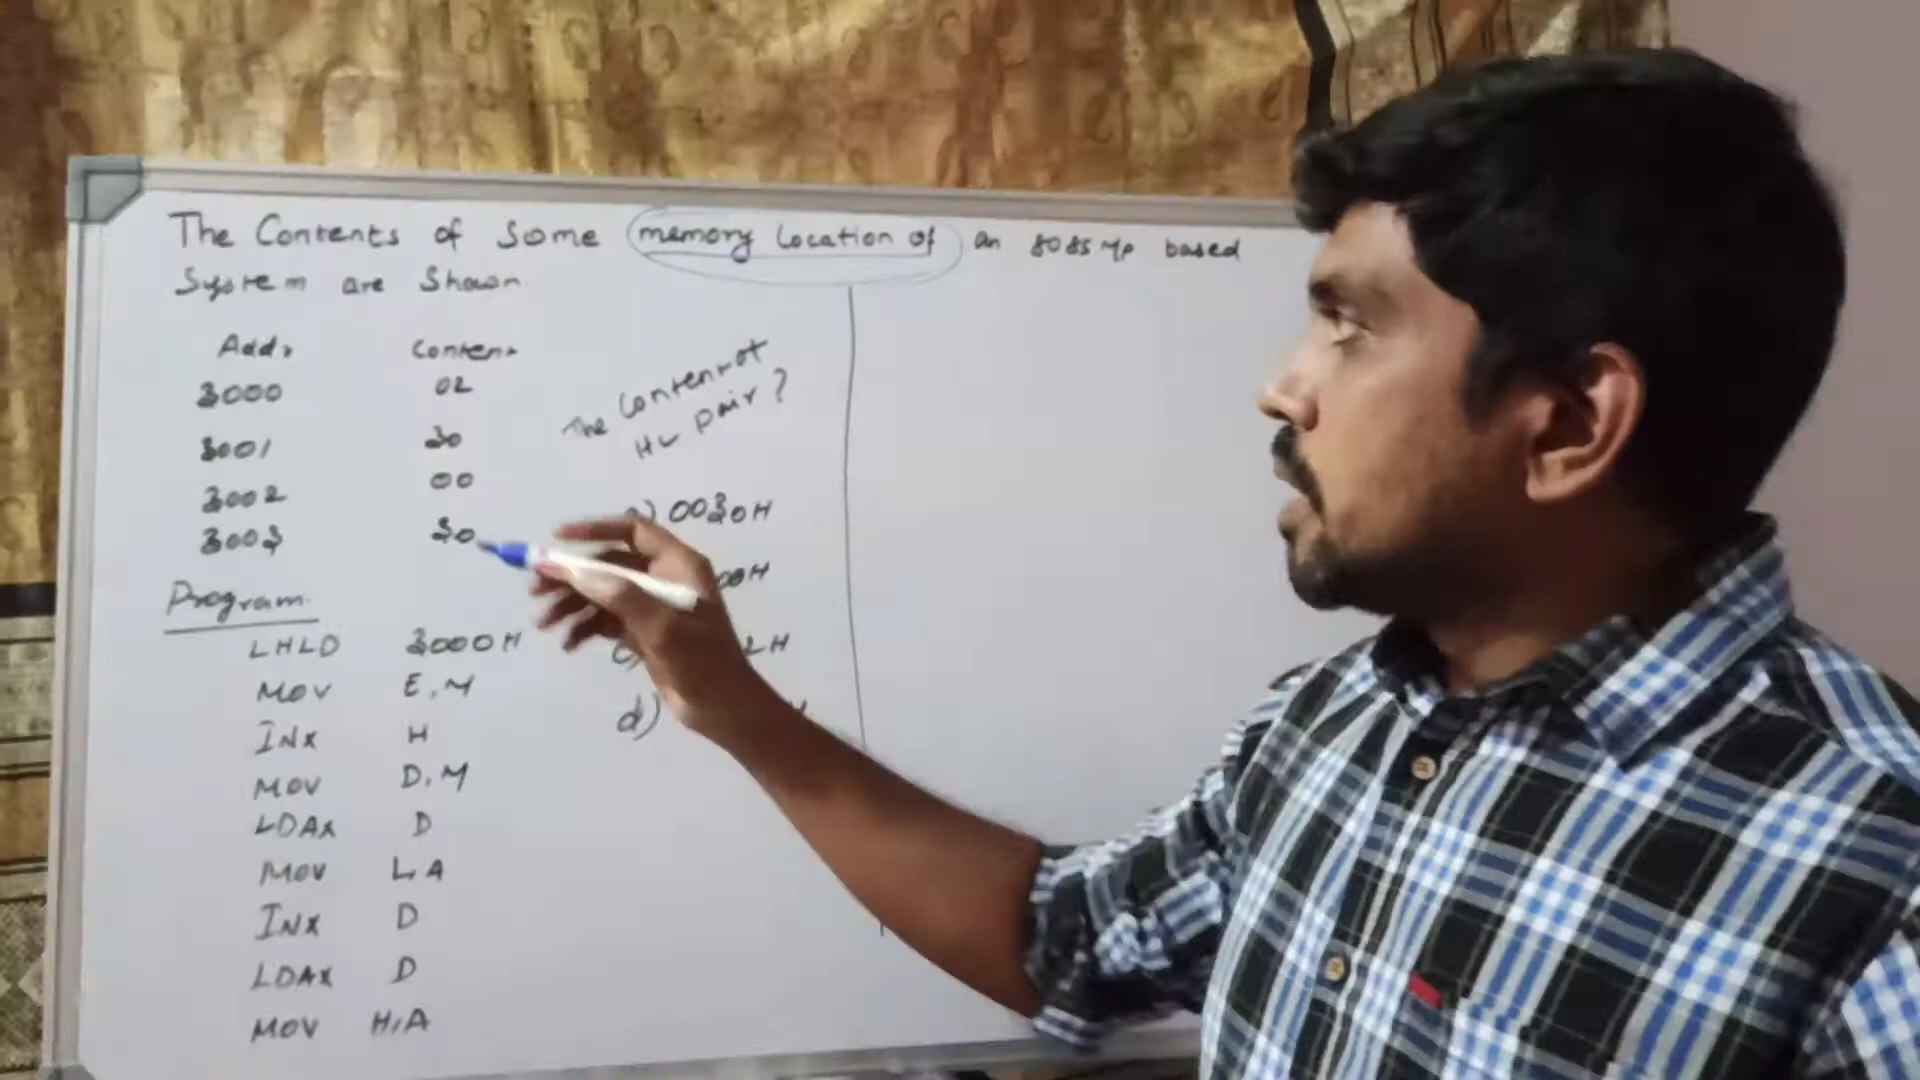 The Contents of Some memory Location of an 8085 μp based
System are Shown.
Addr Content
3000 02
3001 30
3002 00
3003 30
The Content of
HL pair?
a) 0030H
00H
c) 2H
d) H
Program.
LHLD 3000H
MOV E, M
INX H
MOV D, M
LDAX D
MOV L, A
INX D
LDAX D
MOV H, A